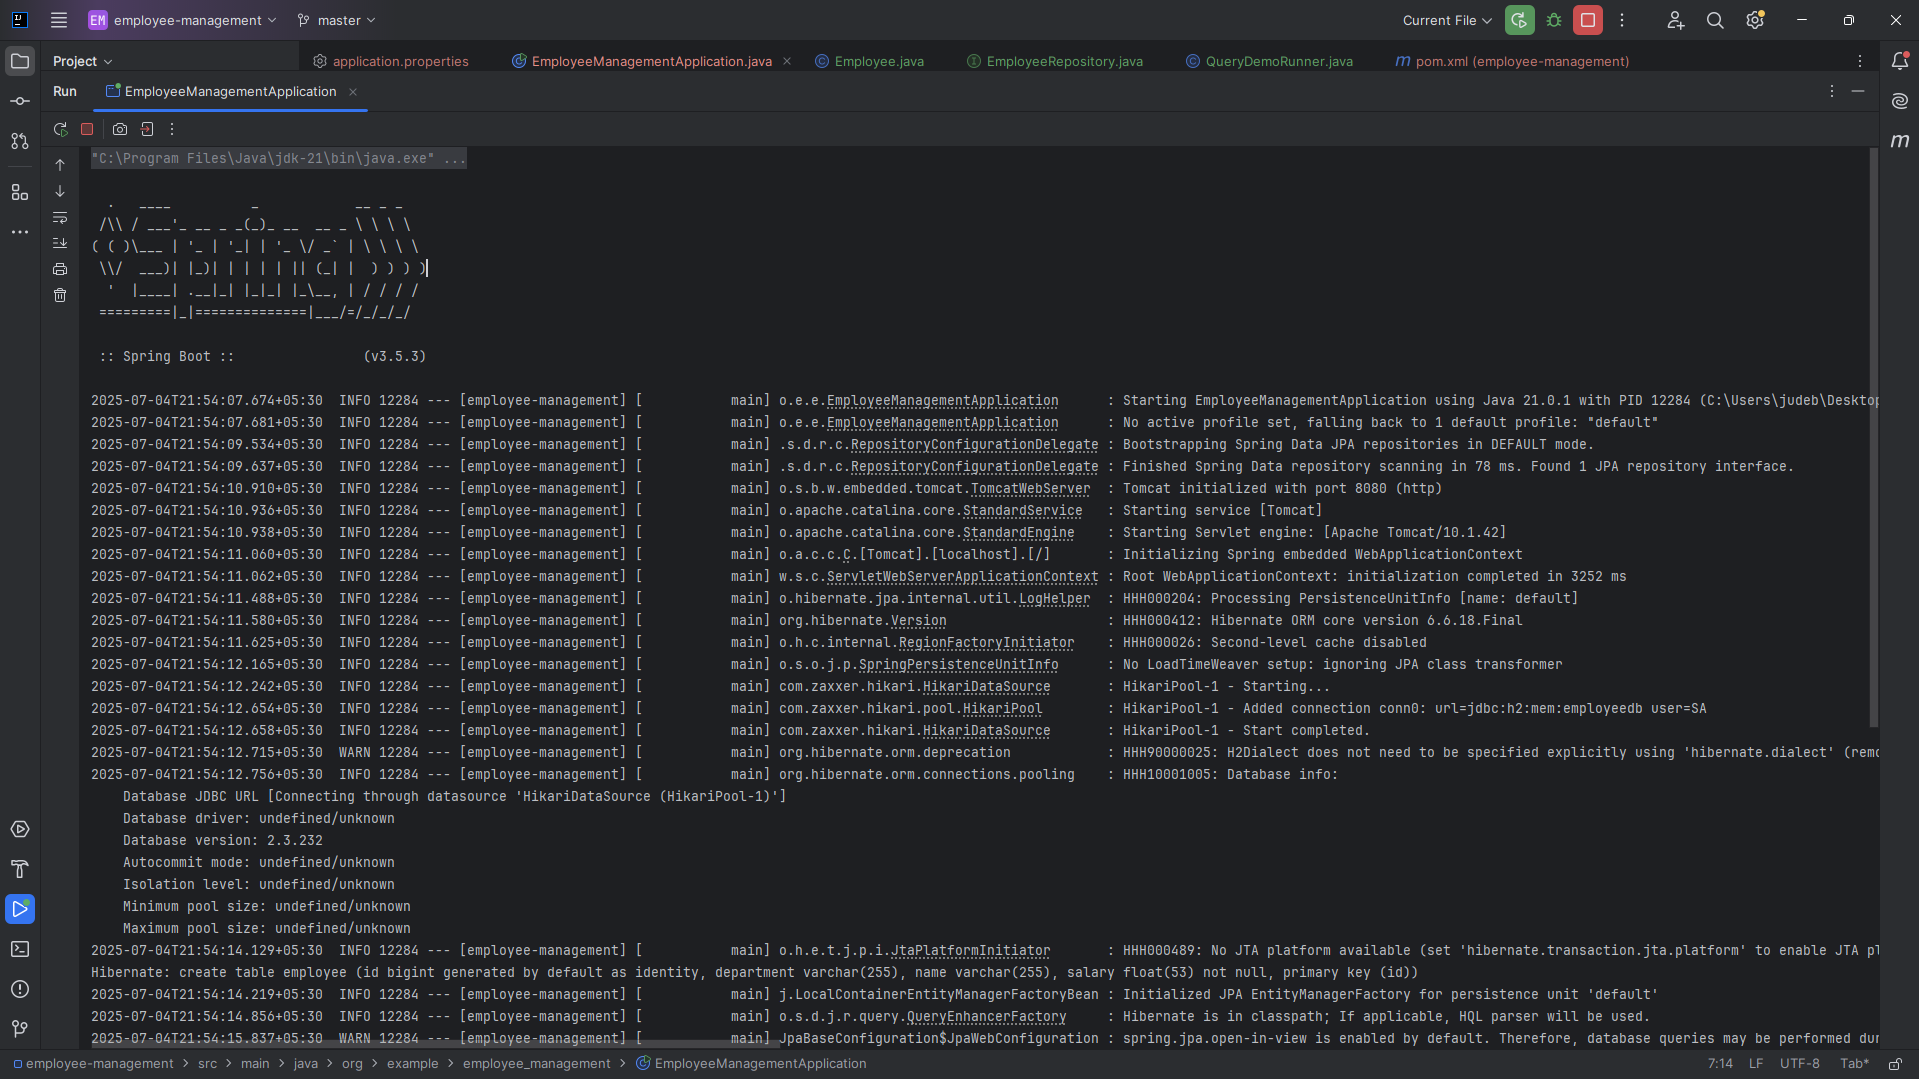 EM employee-management master Current File
Project application.properties EmployeeManagementApplication.java Employee.java EmployeeRepository.java QueryDemoRunner.java m pom.xml (employee-management)
Run EmployeeManagementApplication
m
"C:\Program Files\Java\jdk-21\bin\java.exe" ...
  .   ____          _            __ _ _
 /\\ / ___'_ __ _ _(_)_ __  __ _ \ \ \ \
( ( )\___ | '_ | '_| | '_ \/ _` | \ \ \ \
 \\/  ___)| |_)| | | | | || (_| |  ) ) ) )
  '  |____| .__|_| |_|_| |_\__, | / / / /
 =========|_|==============|___/=/_/_/_/
 :: Spring Boot ::                (v3.5.3)
2025-07-04T21:54:07.674+05:30  INFO 12284 --- [employee-management] [           main] o.e.e.EmployeeManagementApplication      : Starting EmployeeManagementApplication using Java 21.0.1 with PID 12284 (C:\Users\judeb\Desktop
2025-07-04T21:54:07.681+05:30  INFO 12284 --- [employee-management] [           main] o.e.e.EmployeeManagementApplication      : No active profile set, falling back to 1 default profile: "default"
2025-07-04T21:54:09.534+05:30  INFO 12284 --- [employee-management] [           main] .s.d.r.c.RepositoryConfigurationDelegate : Bootstrapping Spring Data JPA repositories in DEFAULT mode.
2025-07-04T21:54:09.637+05:30  INFO 12284 --- [employee-management] [           main] .s.d.r.c.RepositoryConfigurationDelegate : Finished Spring Data repository scanning in 78 ms. Found 1 JPA repository interface.
2025-07-04T21:54:10.910+05:30  INFO 12284 --- [employee-management] [           main] o.s.b.w.embedded.tomcat.TomcatWebServer  : Tomcat initialized with port 8080 (http)
2025-07-04T21:54:10.936+05:30  INFO 12284 --- [employee-management] [           main] o.apache.catalina.core.StandardService   : Starting service [Tomcat]
2025-07-04T21:54:10.938+05:30  INFO 12284 --- [employee-management] [           main] o.apache.catalina.core.StandardEngine    : Starting Servlet engine: [Apache Tomcat/10.1.42]
2025-07-04T21:54:11.060+05:30  INFO 12284 --- [employee-management] [           main] o.a.c.c.C.[Tomcat].[localhost].[/]       : Initializing Spring embedded WebApplicationContext
2025-07-04T21:54:11.062+05:30  INFO 12284 --- [employee-management] [           main] w.s.c.ServletWebServerApplicationContext : Root WebApplicationContext: initialization completed in 3252 ms
2025-07-04T21:54:11.488+05:30  INFO 12284 --- [employee-management] [           main] o.hibernate.jpa.internal.util.LogHelper  : HHH000204: Processing PersistenceUnitInfo [name: default]
2025-07-04T21:54:11.580+05:30  INFO 12284 --- [employee-management] [           main] org.hibernate.Version                    : HHH000412: Hibernate ORM core version 6.6.18.Final
2025-07-04T21:54:11.625+05:30  INFO 12284 --- [employee-management] [           main] o.h.c.internal.RegionFactoryInitiator    : HHH000026: Second-level cache disabled
2025-07-04T21:54:12.165+05:30  INFO 12284 --- [employee-management] [           main] o.s.o.j.p.SpringPersistenceUnitInfo      : No LoadTimeWeaver setup: ignoring JPA class transformer
2025-07-04T21:54:12.242+05:30  INFO 12284 --- [employee-management] [           main] com.zaxxer.hikari.HikariDataSource       : HikariPool-1 - Starting...
2025-07-04T21:54:12.654+05:30  INFO 12284 --- [employee-management] [           main] com.zaxxer.hikari.pool.HikariPool        : HikariPool-1 - Added connection conn0: url=jdbc:h2:mem:employeedb user=SA
2025-07-04T21:54:12.658+05:30  INFO 12284 --- [employee-management] [           main] com.zaxxer.hikari.HikariDataSource       : HikariPool-1 - Start completed.
2025-07-04T21:54:12.715+05:30  WARN 12284 --- [employee-management] [           main] org.hibernate.orm.deprecation            : HHH90000025: H2Dialect does not need to be specified explicitly using 'hibernate.dialect' (remo
2025-07-04T21:54:12.756+05:30  INFO 12284 --- [employee-management] [           main] org.hibernate.orm.connections.pooling    : HHH10001005: Database info:
    Database JDBC URL [Connecting through datasource 'HikariDataSource (HikariPool-1)']
    Database driver: undefined/unknown
    Database version: 2.3.232
    Autocommit mode: undefined/unknown
    Isolation level: undefined/unknown
    Minimum pool size: undefined/unknown
    Maximum pool size: undefined/unknown
2025-07-04T21:54:14.129+05:30  INFO 12284 --- [employee-management] [           main] o.h.e.t.j.p.i.JtaPlatformInitiator       : HHH000489: No JTA platform available (set 'hibernate.transaction.jta.platform' to enable JTA pl
Hibernate: create table employee (id bigint generated by default as identity, department varchar(255), name varchar(255), salary float(53) not null, primary key (id))
2025-07-04T21:54:14.219+05:30  INFO 12284 --- [employee-management] [           main] j.LocalContainerEntityManagerFactoryBean : Initialized JPA EntityManagerFactory for persistence unit 'default'
2025-07-04T21:54:14.856+05:30  INFO 12284 --- [employee-management] [           main] o.s.d.j.r.query.QueryEnhancerFactory     : Hibernate is in classpath; If applicable, HQL parser will be used.
2025-07-04T21:54:15.837+05:30  WARN 12284 --- [employee-management] [           main] JpaBaseConfiguration$JpaWebConfiguration : spring.jpa.open-in-view is enabled by default. Therefore, database queries may be performed dur
employee-management > src > main > java > org > example > employee_management > EmployeeManagementApplication 7:14 LF UTF-8 Tab*